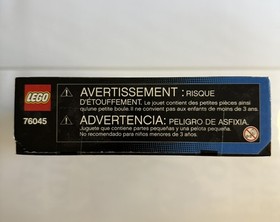 LEGO
76045
AVERTISSEMENT : RISQUE
D'ÉTOUFFEMENT. Le jouet contient des petites pièces ainsi
qu'une petite boule. Il ne convient pas aux enfants de moins de 3 ans.
ADVERTENCIA: PELIGRO DE ASFIXIA.
Juguete que contiene partes pequeñas y una pelota pequeña.
No recomendado para niños menores de 3 años.